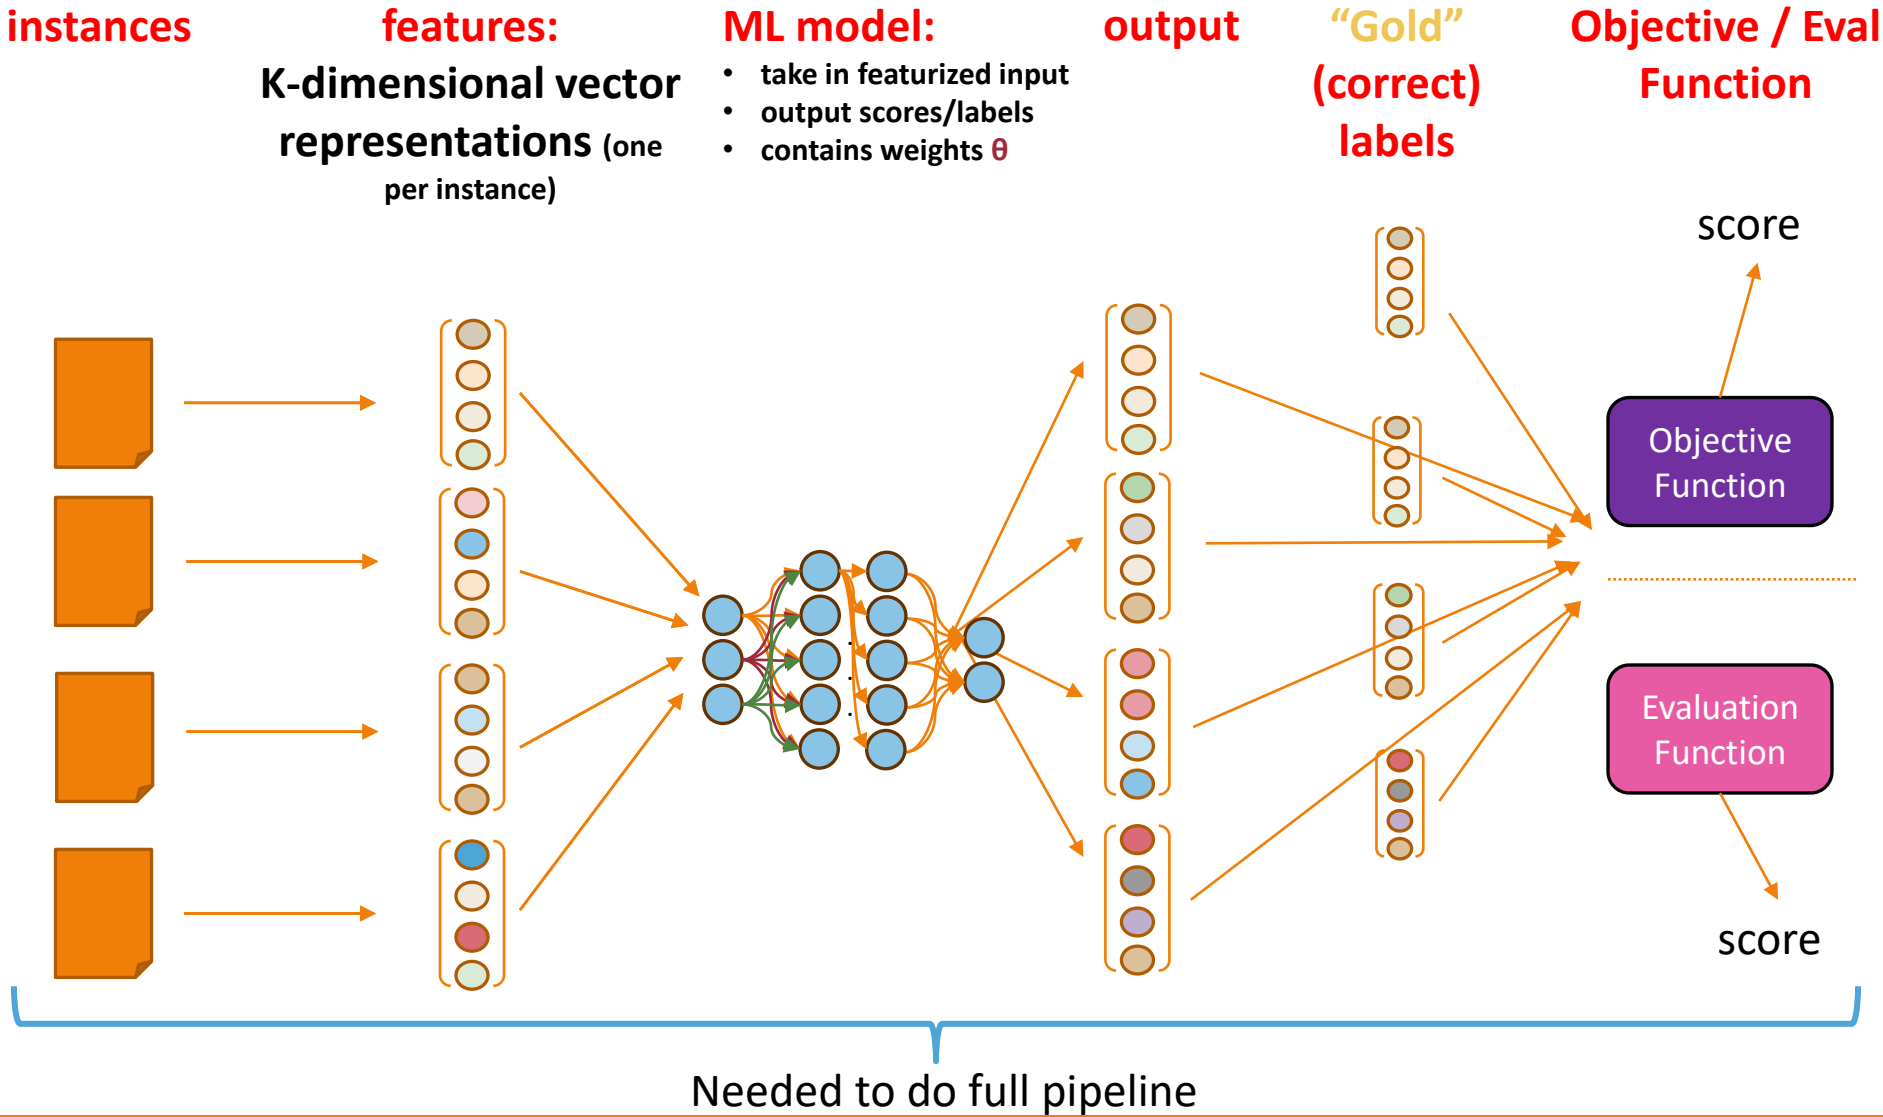 instances
features:
K-dimensional vector
representations (one
per instance)
ML model:
• take in featurized input
• output scores/labels
• contains weights θ
output
“Gold”
(correct)
labels
Objective / Eval
Function
score
Objective
Function
Evaluation
Function
score
Needed to do full pipeline